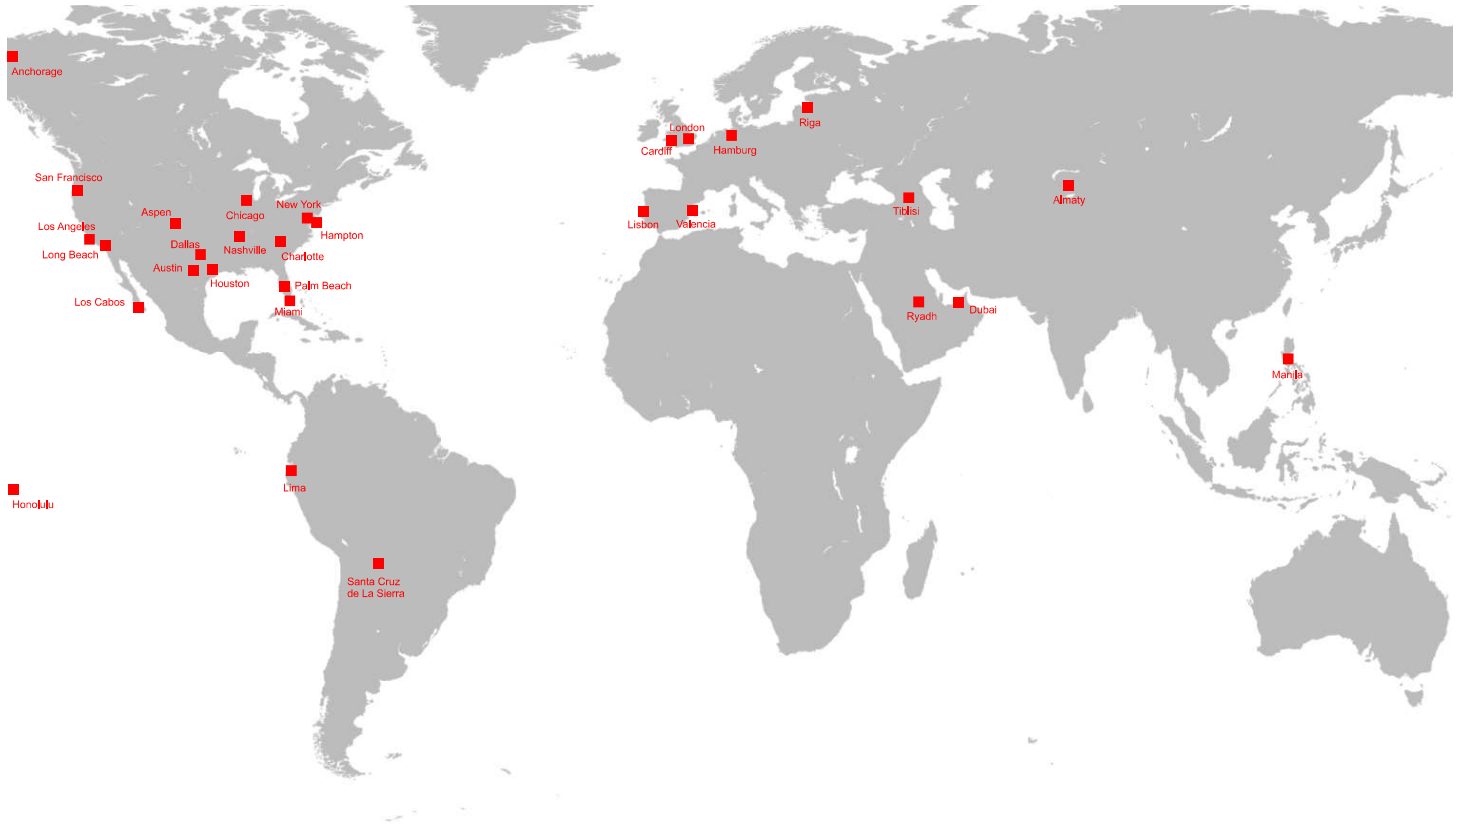 Anchorage
London
Riga
Cardiff
Hamburg
San Francisco
Aspen
Chicago
New York
Lisbon
Valencia
Tiblisi
Almaty
Los Angeles
Hampton
Dallas
Nashville
Long Beach
Charlotte
Austin
Houston
Palm Beach
Los Cabos
Miami
Ryadh
Dubai
Manila
Lima
Honolulu
Santa Cruz
de La Sierra